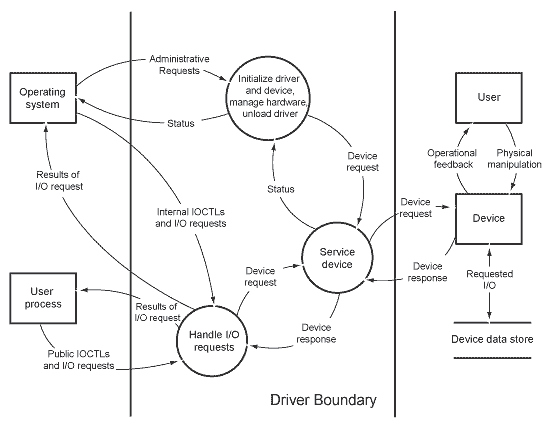 Administrative
Requests
Operating
system
Initialize driver
and device,
manage hardware,
unload driver
User
Status
Device
request
Operational
feedback
Physical
manipulation
Results of
I/O request
Status
Internal IOCTLs
and I/O requests
Device
request
Device
Service
device
Device
request
Device
response
Requested
I/O
User
process
Results of
I/O request
Handle I/O
requests
Device
response
Device data store
Public IOCTLs
and I/O requests
Driver Boundary